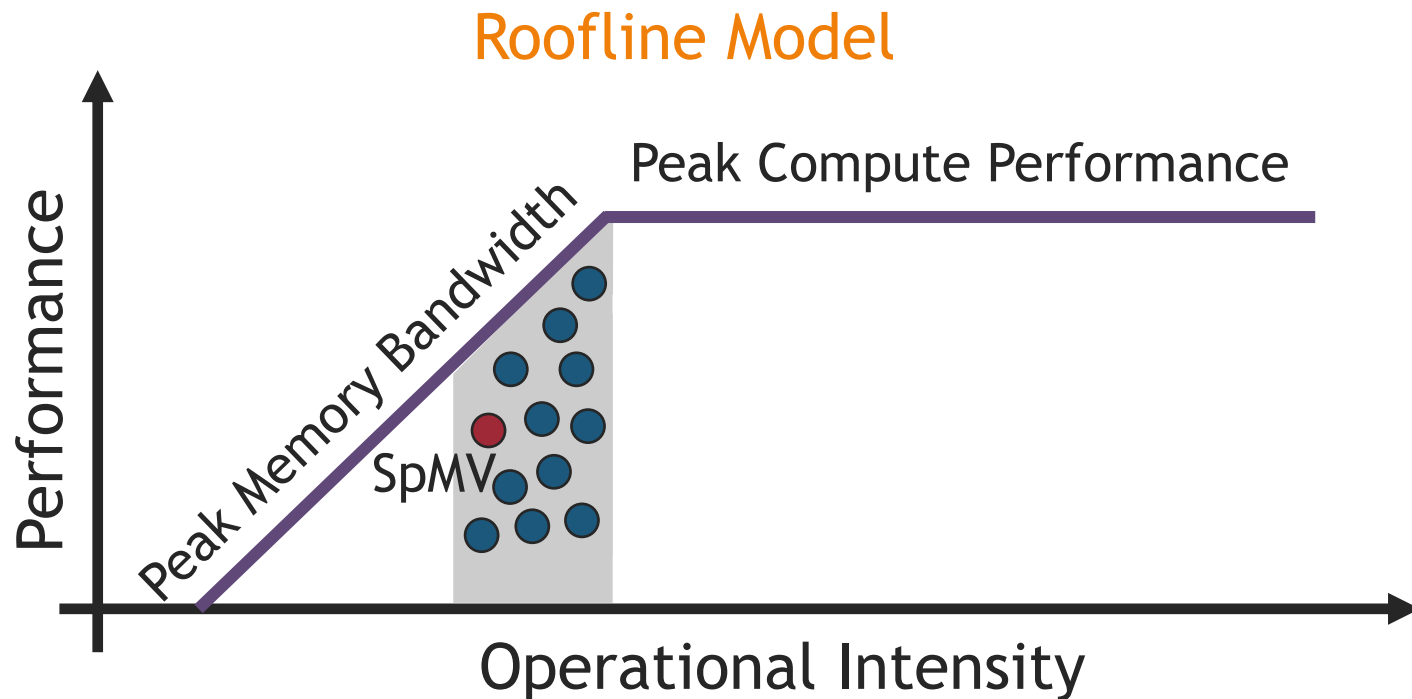 Roofline Model
Peak Compute Performance
Peak Memory Bandwidth
Performance
SpMV
Operational Intensity